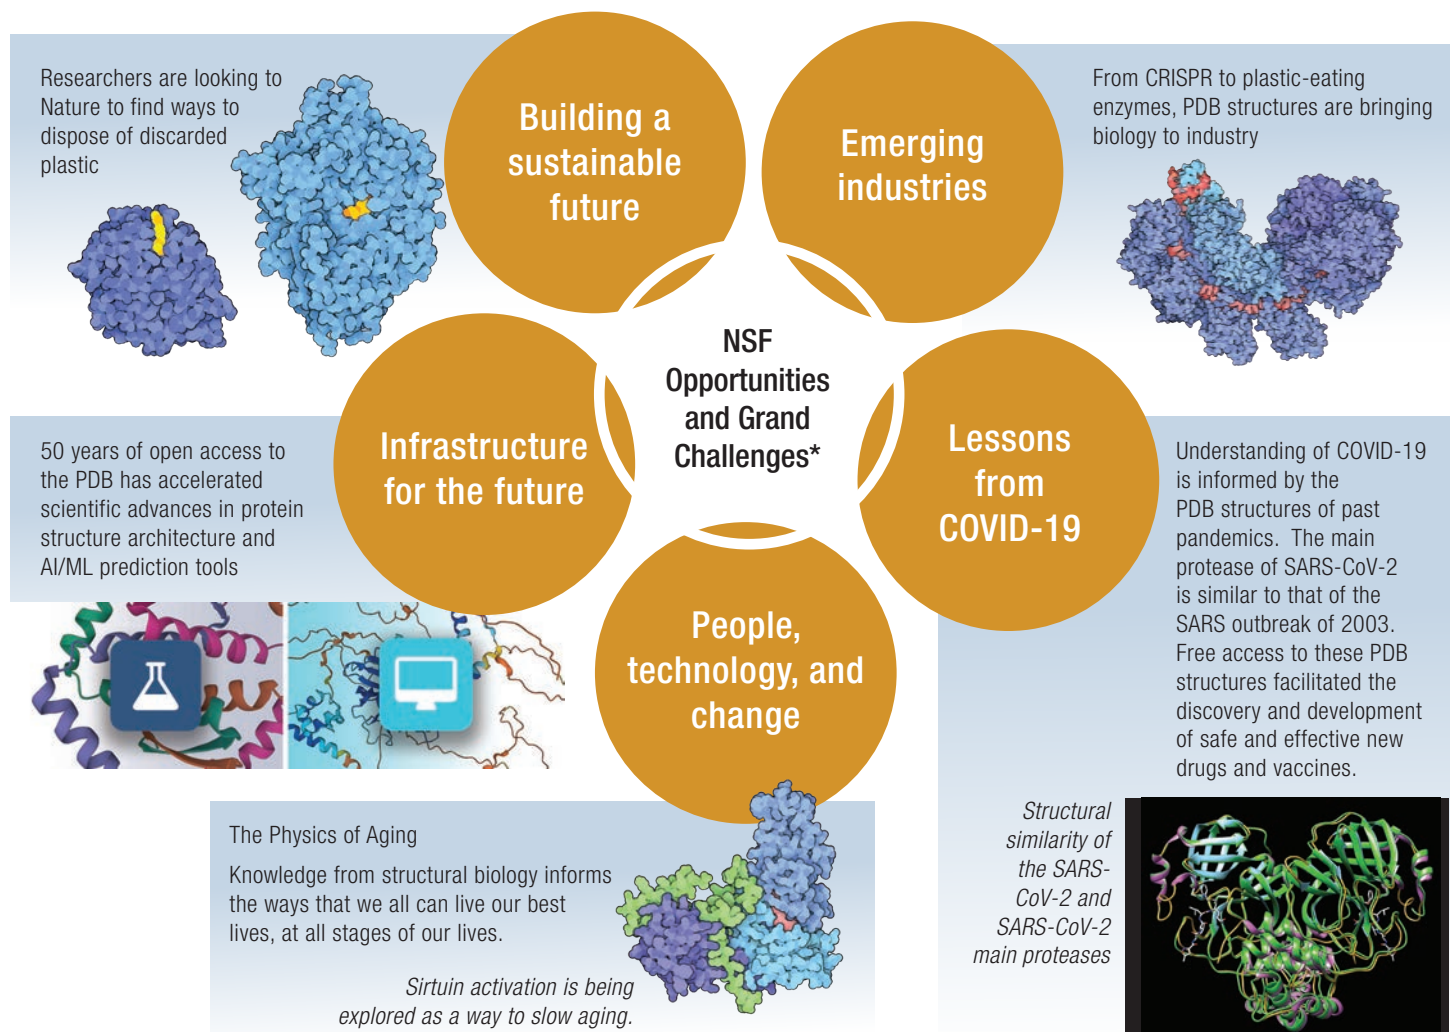 Researchers are looking to
Nature to find ways to
dispose of discarded
plastic
Building a
sustainable
future
Emerging
industries
From CRISPR to plastic-eating
enzymes, PDB structures are bringing
biology to industry
NSF
Opportunities
and Grand
Challenges*
Infrastructure
for the future
50 years of open access to
the PDB has accelerated
scientific advances in protein
structure architecture and
AI/ML prediction tools
Lessons
from
COVID-19
Understanding of COVID-19
is informed by the
PDB structures of past
pandemics.  The main
protease of SARS-CoV-2
is similar to that of the
SARS outbreak of 2003.
Free access to these PDB
structures facilitated the
discovery and development
of safe and effective new
drugs and vaccines.
Structural
similarity of
the SARS-
CoV-2 and
SARS-CoV-2
main proteases
People,
technology, and
change
The Physics of Aging
Knowledge from structural biology informs
the ways that we all can live our best
lives, at all stages of our lives.
Sirtuin activation is being
explored as a way to slow aging.